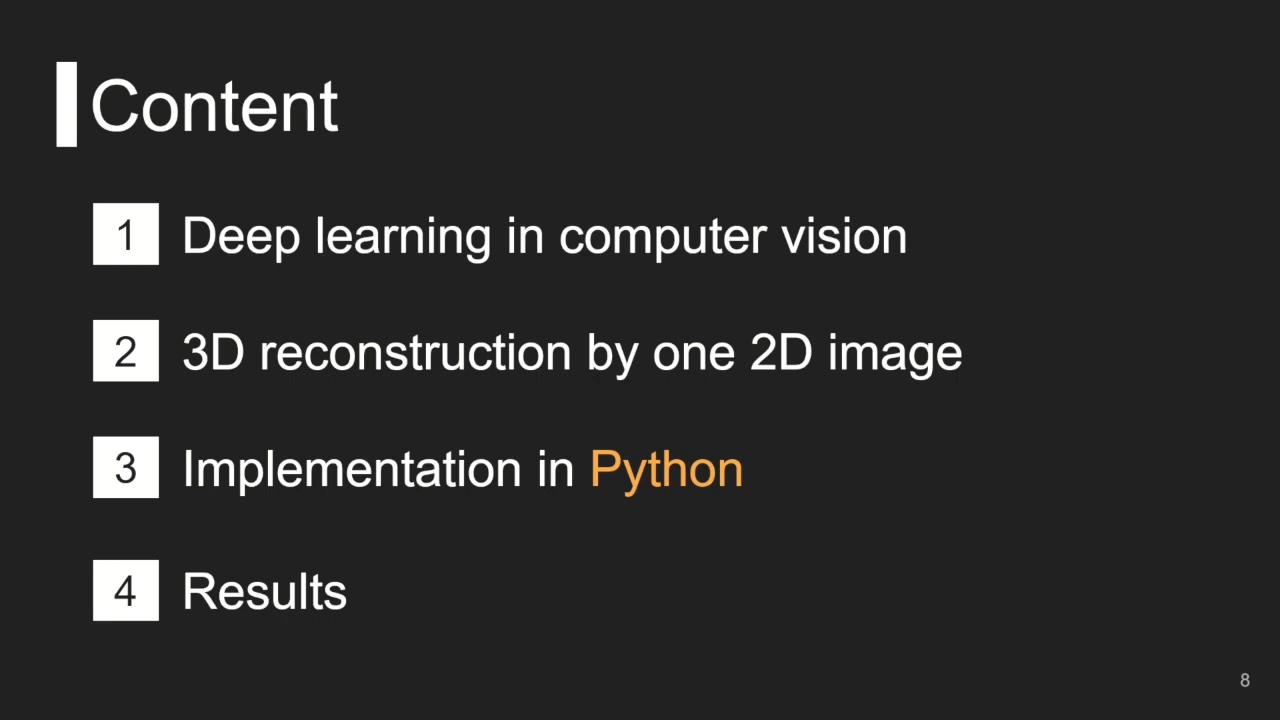 Content
1 Deep learning in computer vision
2 3D reconstruction by one 2D image
3 Implementation in Python
4 Results
8